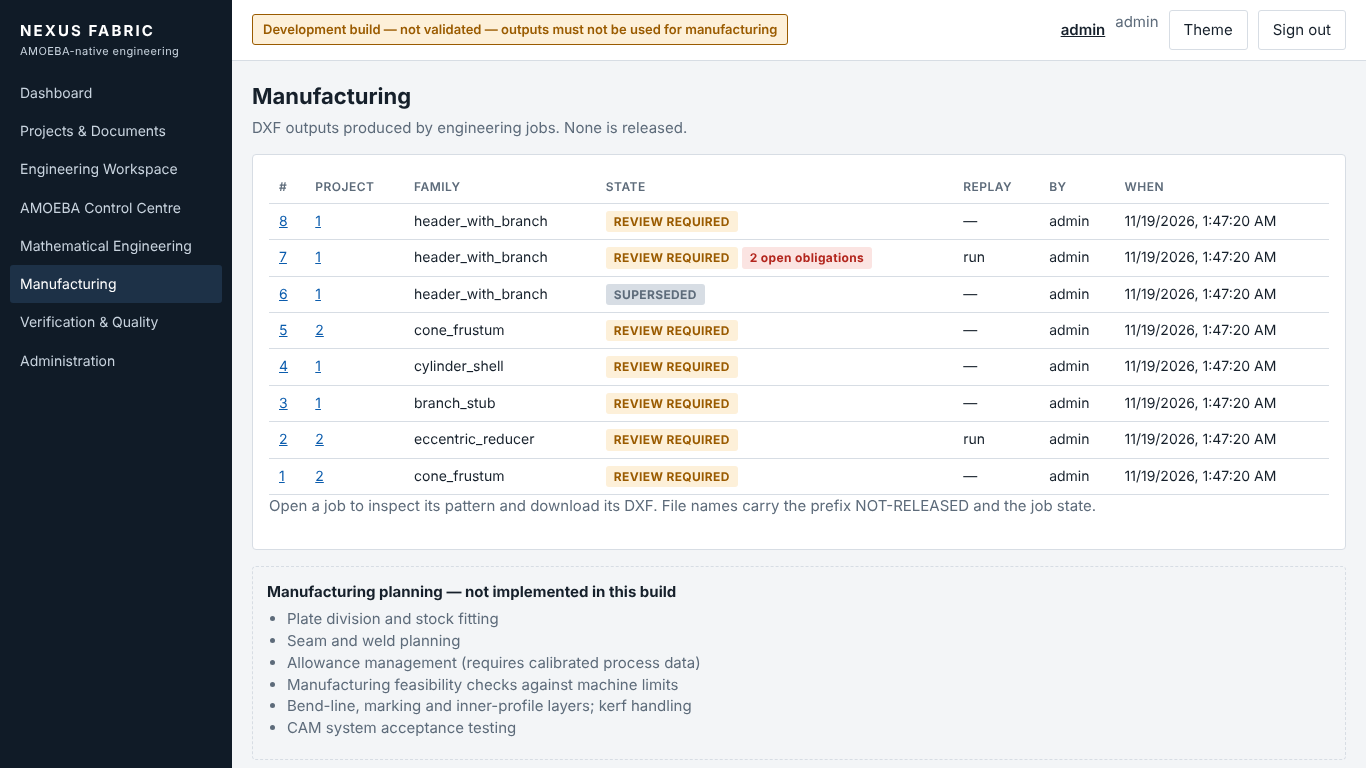 NEXUS FABRIC
AMOEBA-native engineering
Dashboard
Projects & Documents
Engineering Workspace
AMOEBA Control Centre
Mathematical Engineering
Manufacturing
Verification & Quality
Administration
Development build — not validated — outputs must not be used for manufacturing
admin admin Theme Sign out
Manufacturing
DXF outputs produced by engineering jobs. None is released.
# PROJECT FAMILY STATE REPLAY BY WHEN
8 1 header_with_branch REVIEW REQUIRED — admin 11/19/2026, 1:47:20 AM
7 1 header_with_branch REVIEW REQUIRED 2 open obligations run admin 11/19/2026, 1:47:20 AM
6 1 header_with_branch SUPERSEDED — admin 11/19/2026, 1:47:20 AM
5 2 cone_frustum REVIEW REQUIRED — admin 11/19/2026, 1:47:20 AM
4 1 cylinder_shell REVIEW REQUIRED — admin 11/19/2026, 1:47:20 AM
3 1 branch_stub REVIEW REQUIRED — admin 11/19/2026, 1:47:20 AM
2 2 eccentric_reducer REVIEW REQUIRED run admin 11/19/2026, 1:47:20 AM
1 2 cone_frustum REVIEW REQUIRED — admin 11/19/2026, 1:47:20 AM
Open a job to inspect its pattern and download its DXF. File names carry the prefix NOT-RELEASED and the job state.
Manufacturing planning — not implemented in this build
• Plate division and stock fitting
• Seam and weld planning
• Allowance management (requires calibrated process data)
• Manufacturing feasibility checks against machine limits
• Bend-line, marking and inner-profile layers; kerf handling
• CAM system acceptance testing